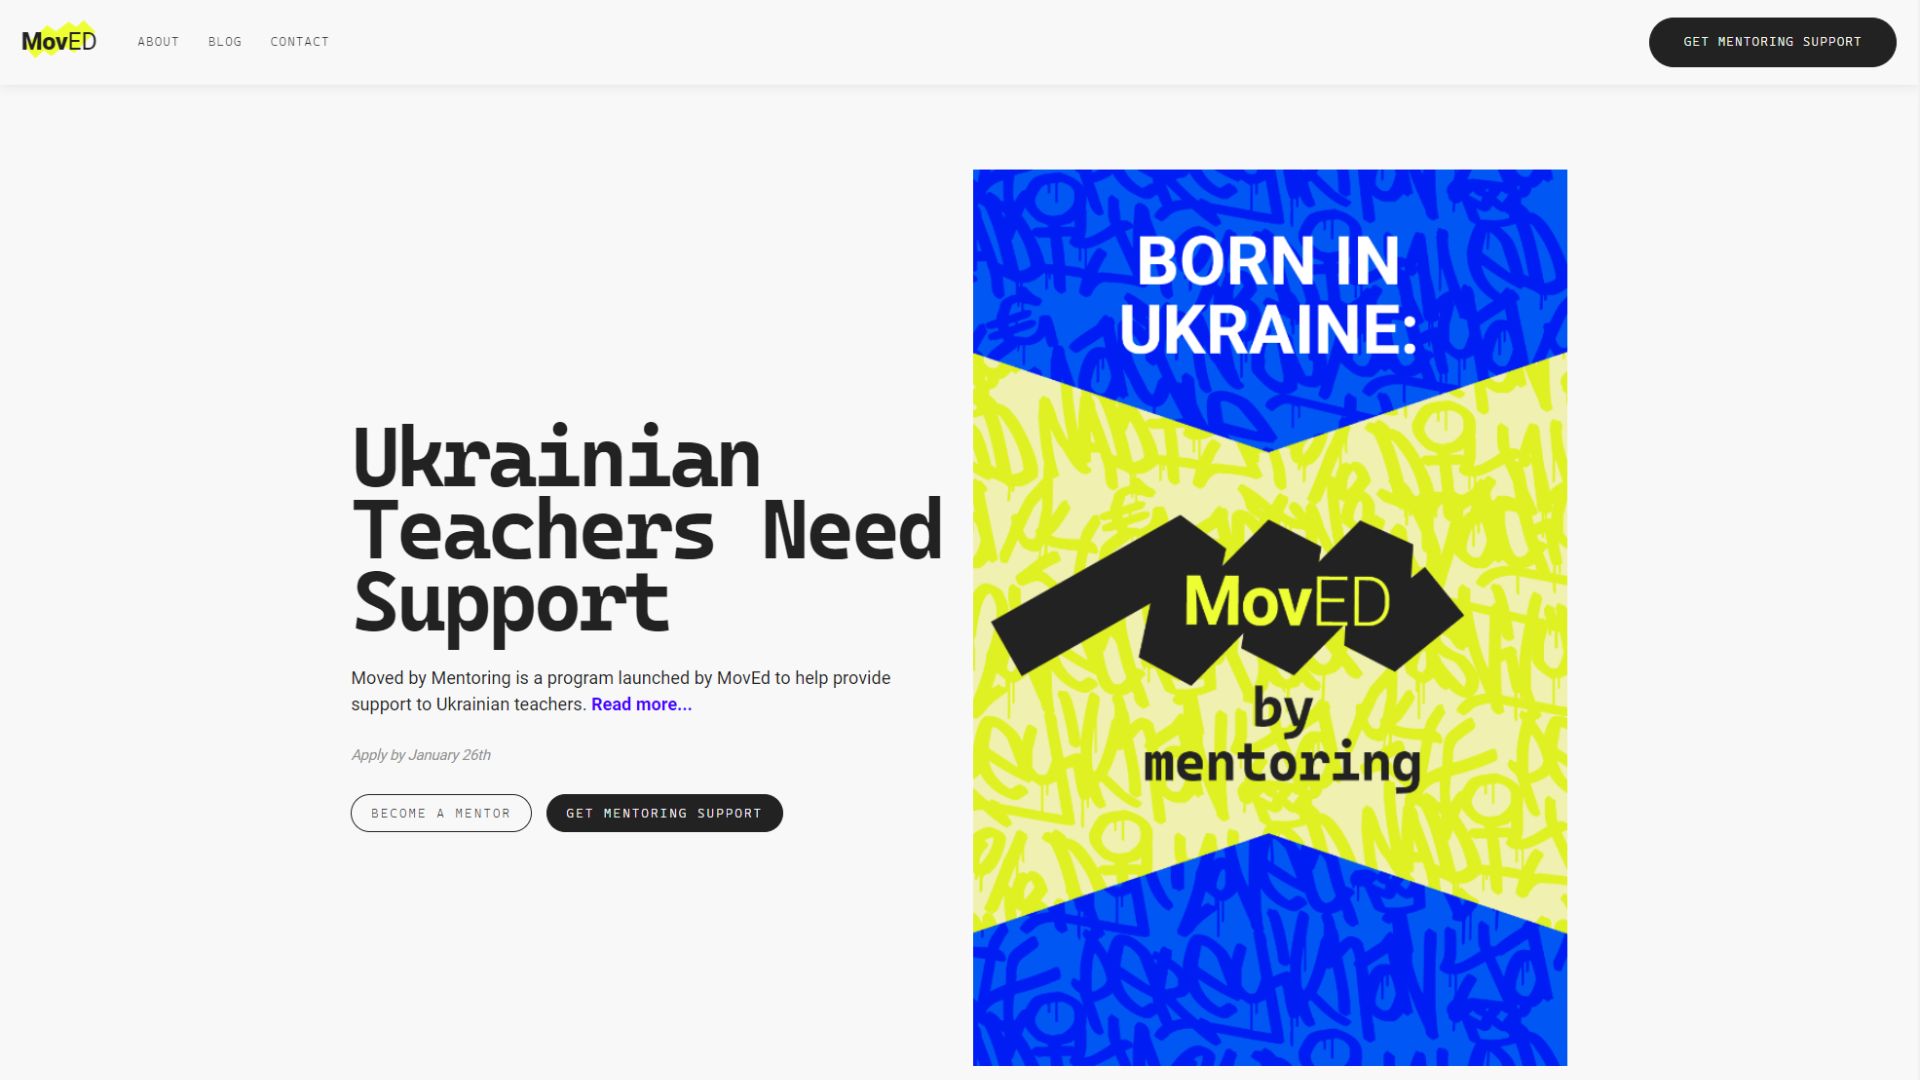 MovED
ABOUT
BLOG
CONTACT
GET MENTORING SUPPORT
BORN IN
UKRAINE:
MovED
by
mentoring
Ukrainian
Teachers Need
Support
Moved by Mentoring is a program launched by MovEd to help provide
support to Ukrainian teachers. Read more...
Apply by January 26th
BECOME A MENTOR
GET MENTORING SUPPORT